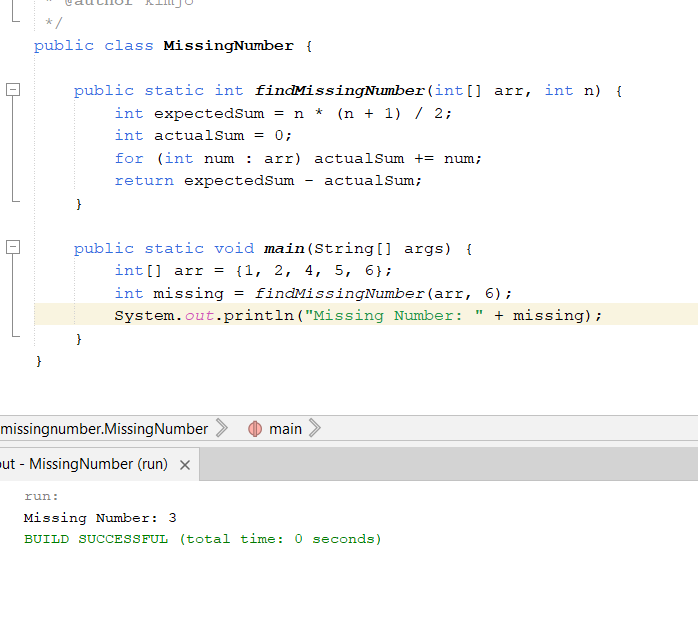 * @author kimjo
*/
public class MissingNumber {
public static int findMissingNumber(int[] arr, int n) {
int expectedSum = n * (n + 1) / 2;
int actualSum = 0;
for (int num : arr) actualSum += num;
return expectedSum - actualSum;
}
public static void main(String[] args) {
int[] arr = {1, 2, 4, 5, 6};
int missing = findMissingNumber(arr, 6);
System.out.println("Missing Number: " + missing);
}
}
missingnumber.MissingNumber main
out - MissingNumber (run)
run:
Missing Number: 3
BUILD SUCCESSFUL (total time: 0 seconds)